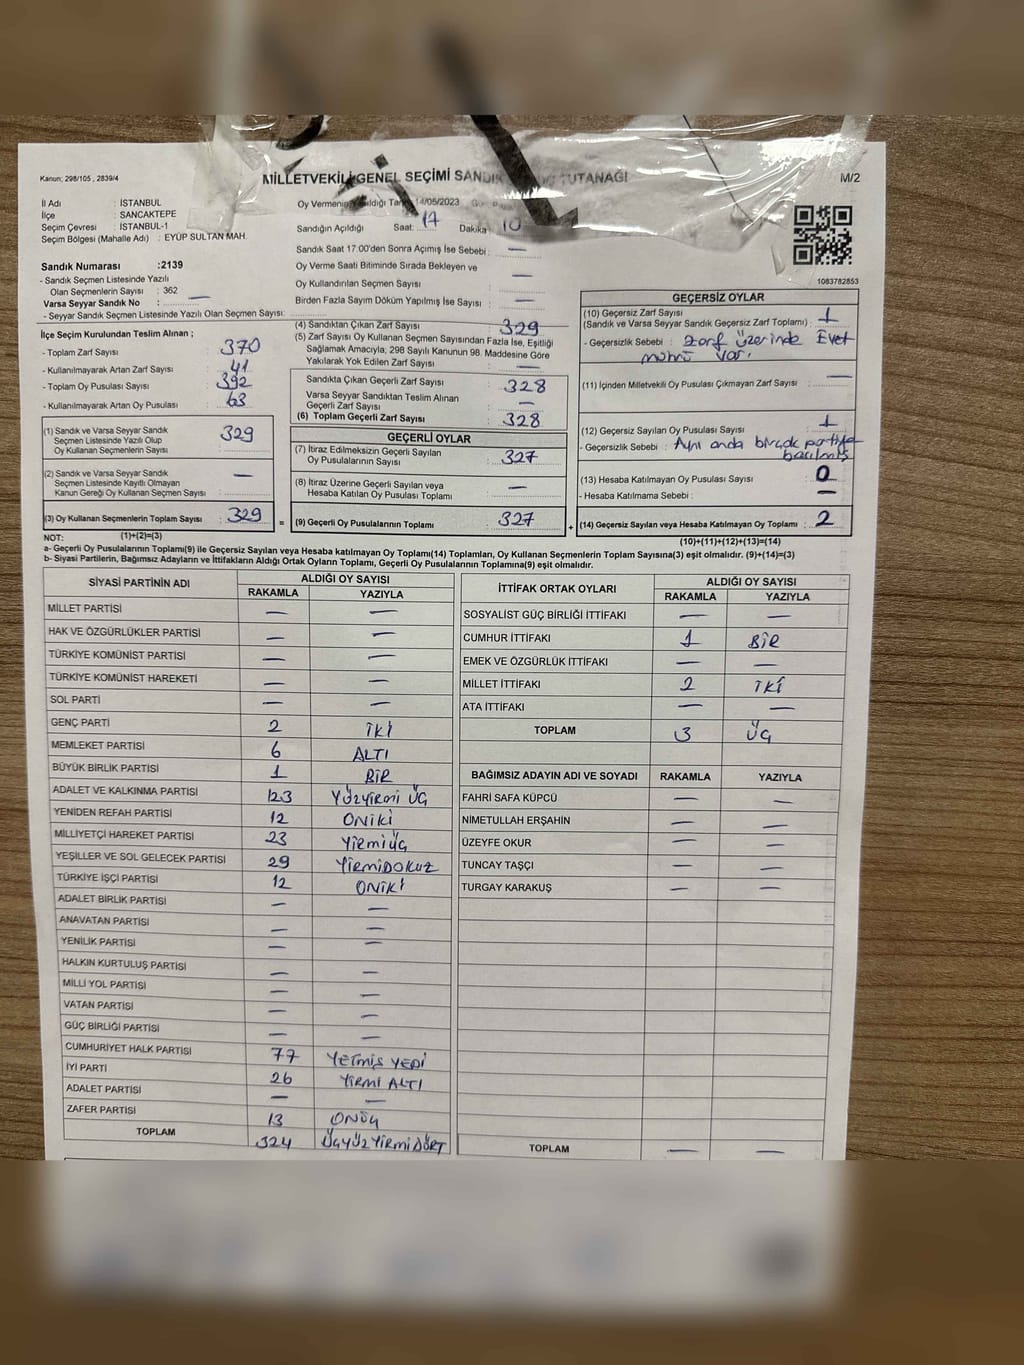 Kanun; 298/105 , 2839/4
MİLLETVEKİLİ GENEL SEÇİMİ SANDIK TUTANAĞI
M/2
İl Adı : İSTANBUL
İlçe : SANCAKTEPE
Seçim Çevresi : İSTANBUL-1
Seçim Bölgesi (Mahalle Adı) : EYÜP SULTAN MAH.
Sandık Numarası :2139
- Sandık Seçmen Listesinde Yazılı
Olan Seçmenlerin Sayısı : 362
Varsa Seyyar Sandık No : —
- Seyyar Sandık Seçmen Listesinde Yazılı Olan Seçmen Sayısı:
Oy Vermenin Yapıldığı Tarih 14/05/2023
Sandığın Açıldığı Saat: 17 Dakika 10
Sandık Saat 17:00'den Sonra Açımış İse Sebebi : —
Oy Verme Saati Bitiminde Sırada Bekleyen ve
Oy Kullandırılan Seçmen Sayısı : —
Birden Fazla Sayım Döküm Yapılmış İse Sayısı : —
1083782853
İlçe Seçim Kurulundan Teslim Alınan ;
- Toplam Zarf Sayısı : 370
- Kullanılmayarak Artan Zarf Sayısı : 41
- Toplam Oy Pusulası Sayısı : 392
- Kullanılmayarak Artan Oy Pusulası : 63
(1) Sandık ve Varsa Seyyar Sandık
Seçmen Listesinde Yazılı Olup
Oy Kullanan Seçmenlerin Sayısı : 329
(2) Sandık ve Varsa Seyyar Sandık
Seçmen Listesinde Kayıtlı Olmayan
Kanun Gereği Oy Kullanan Seçmen Sayısı : —
(3) Oy Kullanan Seçmenlerin Toplam Sayısı : 329 =
(4) Sandıktan Çıkan Zarf Sayısı : 329
(5) Zarf Sayısı Oy Kullanan Seçmen Sayısından Fazla İse, Eşitliği
Sağlamak Amacıyla, 298 Sayılı Kanunun 98. Maddesine Göre
Yakılarak Yok Edilen Zarf Sayısı : —
Sandıkta Çıkan Geçerli Zarf Sayısı : 328
Varsa Seyyar Sandıktan Teslim Alınan
Geçerli Zarf Sayısı : —
(6) Toplam Geçerli Zarf Sayısı : 328
GEÇERLİ OYLAR
(7) İtiraz Edilmeksizin Geçerli Sayılan
Oy Pusulalarının Sayısı : 327
(8) İtiraz Üzerine Geçerli Sayılan veya
Hesaba Katılan Oy Pusulası Toplamı : —
(9) Geçerli Oy Pusulalarının Toplamı : 327 +
GEÇERSİZ OYLAR
(10) Geçersiz Zarf Sayısı
(Sandık ve Varsa Seyyar Sandık Geçersiz Zarf Toplamı) : 1
- Geçersizlik Sebebi : zarf üzerinde Evet
mührü var.
(11) İçinden Milletvekili Oy Pusulası Çıkmayan Zarf Sayısı : —
(12) Geçersiz Sayılan Oy Pusulası Sayısı : 1
- Geçersizlik Sebebi : Aynı anda birçok partiye
basılmış
(13) Hesaba Katılmayan Oy Pusulası Sayısı : 0
- Hesaba Katılmama Sebebi : —
(14) Geçersiz Sayılan veya Hesaba Katılmayan Oy Toplamı : 2
NOT: (1)+(2)=(3) (10)+(11)+(12)+(13)=(14)
a- Geçerli Oy Pusulalarının Toplamı(9) ile Geçersiz Sayılan veya Hesaba katılmayan Oy Toplamı(14) Toplamları, Oy Kullanan Seçmenlerin Toplam Sayısına(3) eşit olmalıdır. (9)+(14)=(3)
b- Siyasi Partilerin, Bağımsız Adayların ve İttifakların Aldığı Ortak Oyların Toplamı, Geçerli Oy Pusulalarının Toplamına(9) eşit olmalıdır.
SİYASİ PARTİNİN ADI ALDIĞI OY SAYISI
RAKAMLA YAZIYLA
MİLLET PARTİSİ — —
HAK VE ÖZGÜRLÜKLER PARTİSİ — —
TÜRKİYE KOMÜNİST PARTİSİ — —
TÜRKİYE KOMÜNİST HAREKETİ — —
SOL PARTİ — —
GENÇ PARTİ 2 İKİ
MEMLEKET PARTİSİ 6 ALTI
BÜYÜK BİRLİK PARTİSİ 1 BİR
ADALET VE KALKINMA PARTİSİ 123 YÜZYİRMİ ÜÇ
YENİDEN REFAH PARTİSİ 12 ONİKİ
MİLLİYETÇİ HAREKET PARTİSİ 23 YİRMİÜÇ
YEŞİLLER VE SOL GELECEK PARTİSİ 29 YİRMİDOKUZ
TÜRKİYE İŞÇİ PARTİSİ 12 ONİKİ
ADALET BİRLİK PARTİSİ — —
ANAVATAN PARTİSİ — —
YENİLİK PARTİSİ — —
HALKIN KURTULUŞ PARTİSİ — —
MİLLİ YOL PARTİSİ — —
VATAN PARTİSİ — —
GÜÇ BİRLİĞİ PARTİSİ — —
CUMHURİYET HALK PARTİSİ 77 YETMİŞ YEDİ
İYİ PARTİ 26 YİRMİ ALTI
ADALET PARTİSİ — —
ZAFER PARTİSİ 13 ONÜÇ
TOPLAM 324 ÜÇYÜZ YİRMİ DÖRT
İTTİFAK ORTAK OYLARI ALDIĞI OY SAYISI
RAKAMLA YAZIYLA
SOSYALİST GÜÇ BİRLİĞİ İTTİFAKI — —
CUMHUR İTTİFAKI 1 BİR
EMEK VE ÖZGÜRLÜK İTTİFAKI — —
MİLLET İTTİFAKI 2 İKİ
ATA İTTİFAKI — —
TOPLAM 3 ÜÇ
BAĞIMSIZ ADAYIN ADI VE SOYADI RAKAMLA YAZIYLA
FAHRİ SAFA KÜPCÜ — —
NİMETULLAH ERŞAHİN — —
ÜZEYFE OKUR — —
TUNCAY TAŞÇI — —
TURGAY KARAKUŞ — —
TOPLAM — —